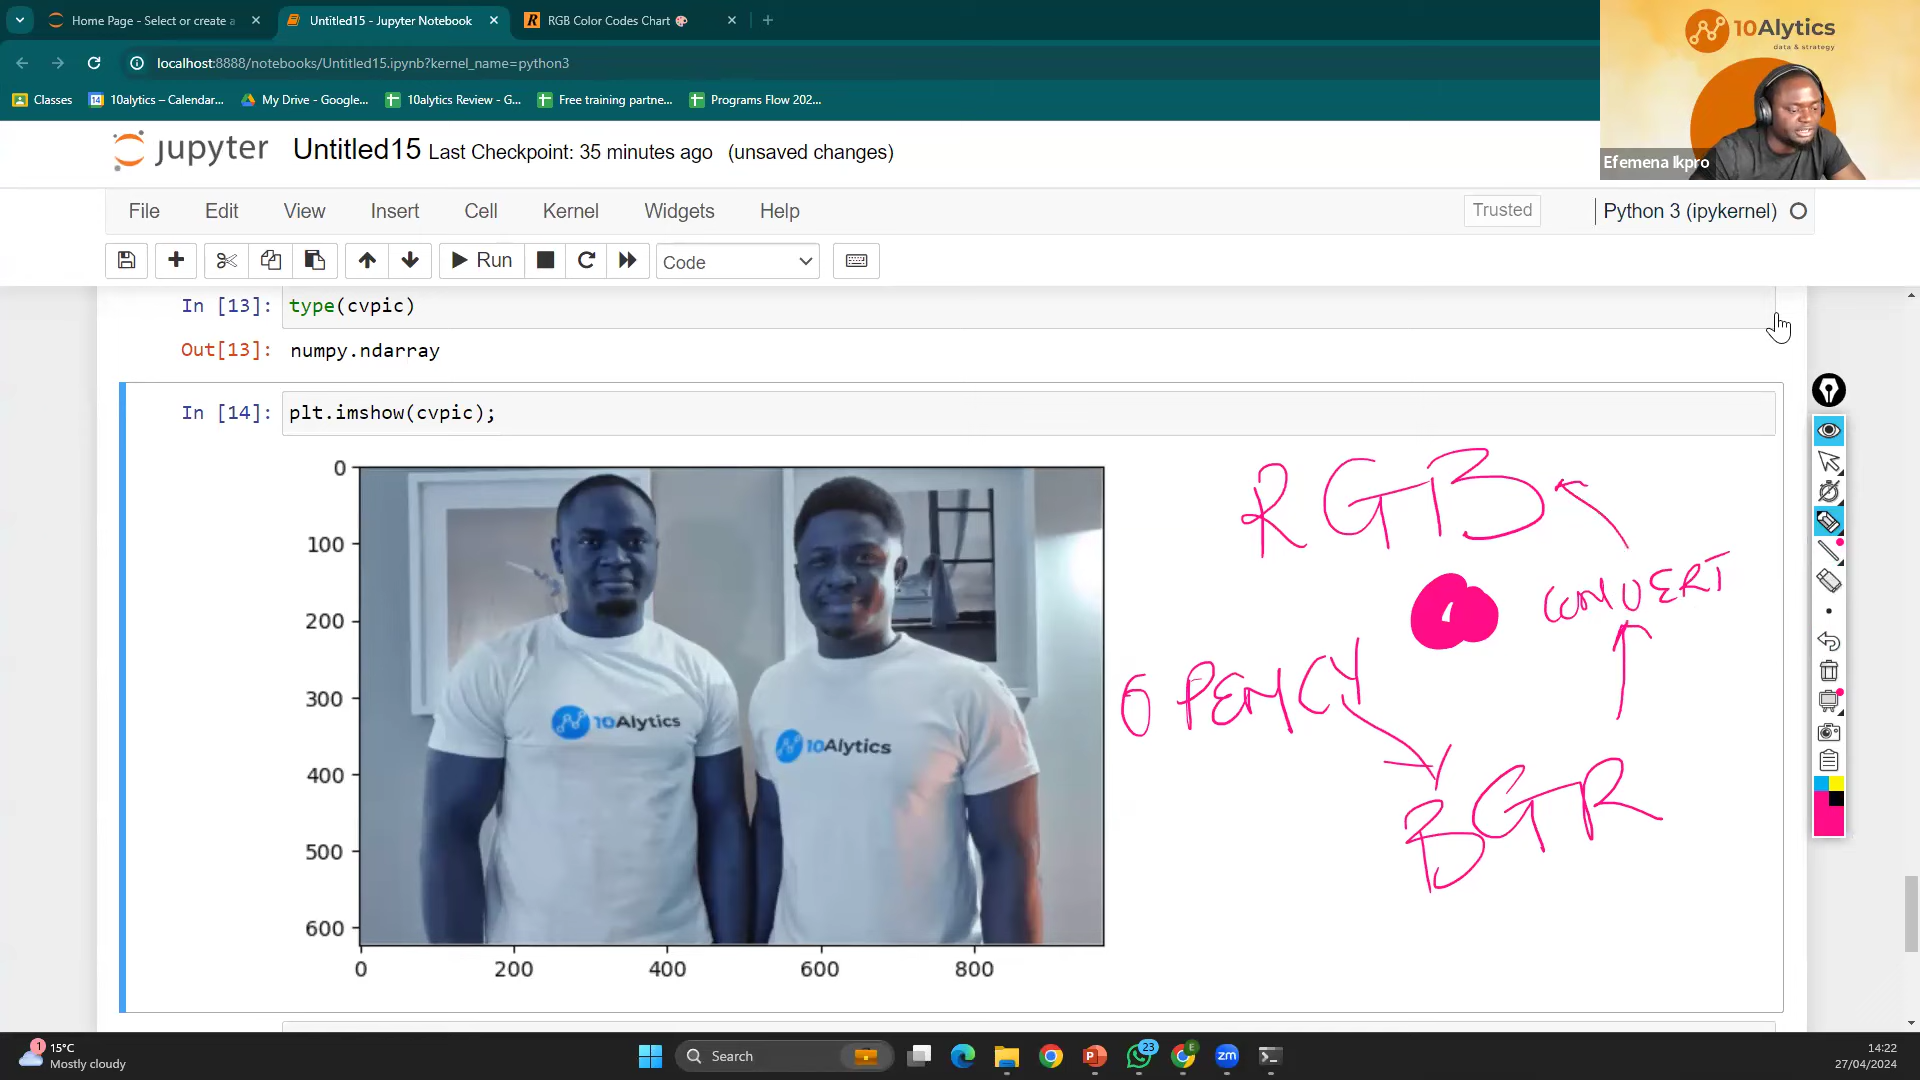 Home Page - Select or create a
Untitled15 - Jupyter Notebook
RGB Color Codes Chart
localhost:8888/notebooks/Untitled15.ipynb?kernel_name=python3
Classes
10alytics – Calendar...
My Drive - Google...
10alytics Review - G...
Free training partne...
Programs Flow 202...
10Alytics
data & strategy
Efemena Ikpro
jupyter Untitled15 Last Checkpoint: 35 minutes ago (unsaved changes)
File Edit View Insert Cell Kernel Widgets Help
Trusted
Python 3 (ipykernel)
Run
Code
In [13]: type(cvpic)
Out[13]: numpy.ndarray
In [14]: plt.imshow(cvpic);
0
100
200
300
400
500
600
0 200 400 600 800
10Alytics
10Alytics
RGB
CONVERT
OPENCV
BGR
1
15°C
Mostly cloudy
Search
23
E
zm
14:22
27/04/2024